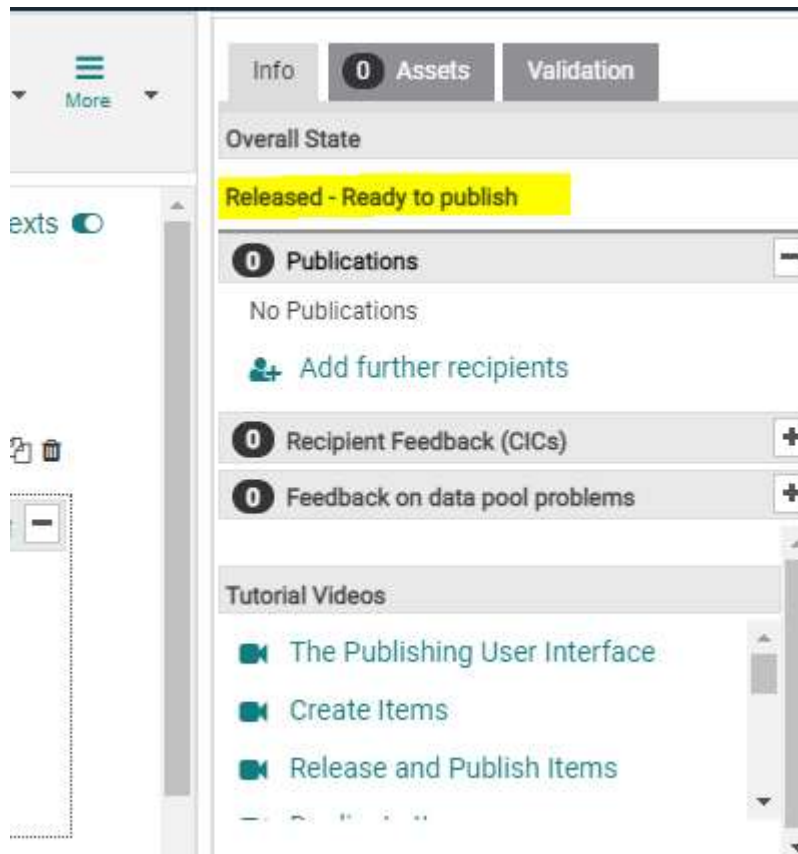 More
exts
Info
0 Assets
Validation
Overall State
Released - Ready to publish
0 Publications
No Publications
Add further recipients
0 Recipient Feedback (CICs)
0 Feedback on data pool problems
Tutorial Videos
The Publishing User Interface
Create Items
Release and Publish Items